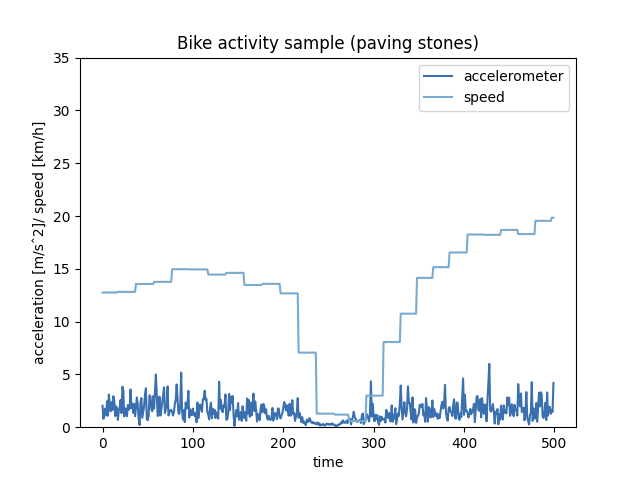 Bike activity sample (paving stones)
accelerometer
speed
acceleration [m/s^2]/ speed [km/h]
35
30
25
20
15
10
5
0
0 100 200 300 400 500
time